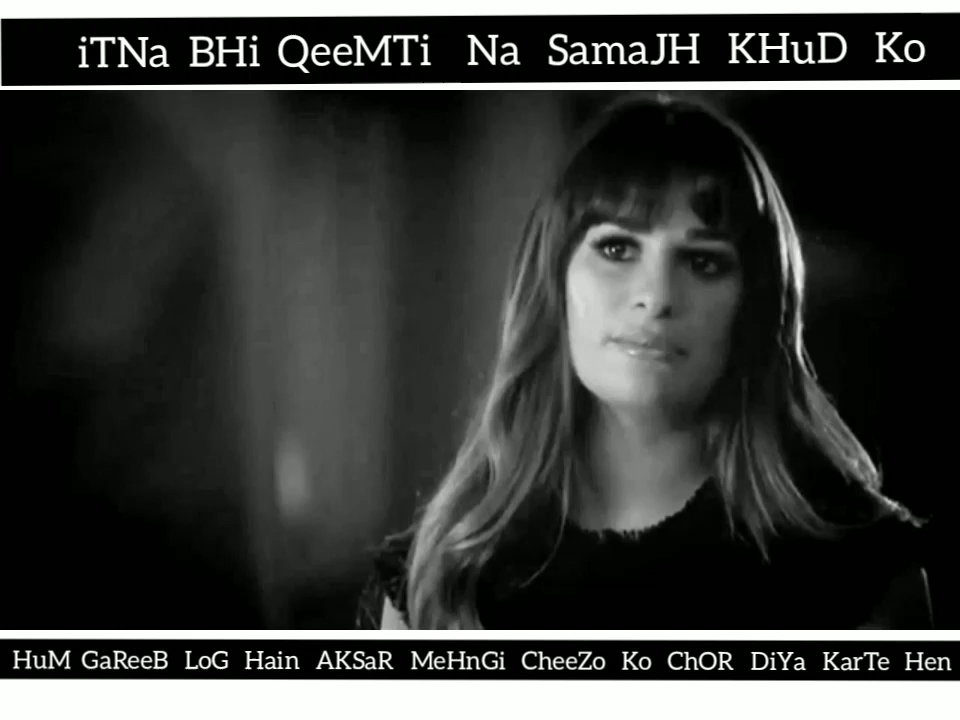 iTNa BHi QeeMTi Na SamaJH KHuD Ko
HuM GaReeB LoG Hain AKSaR MeHnGi CheeZo Ko ChOR DiYa KarTe Hen